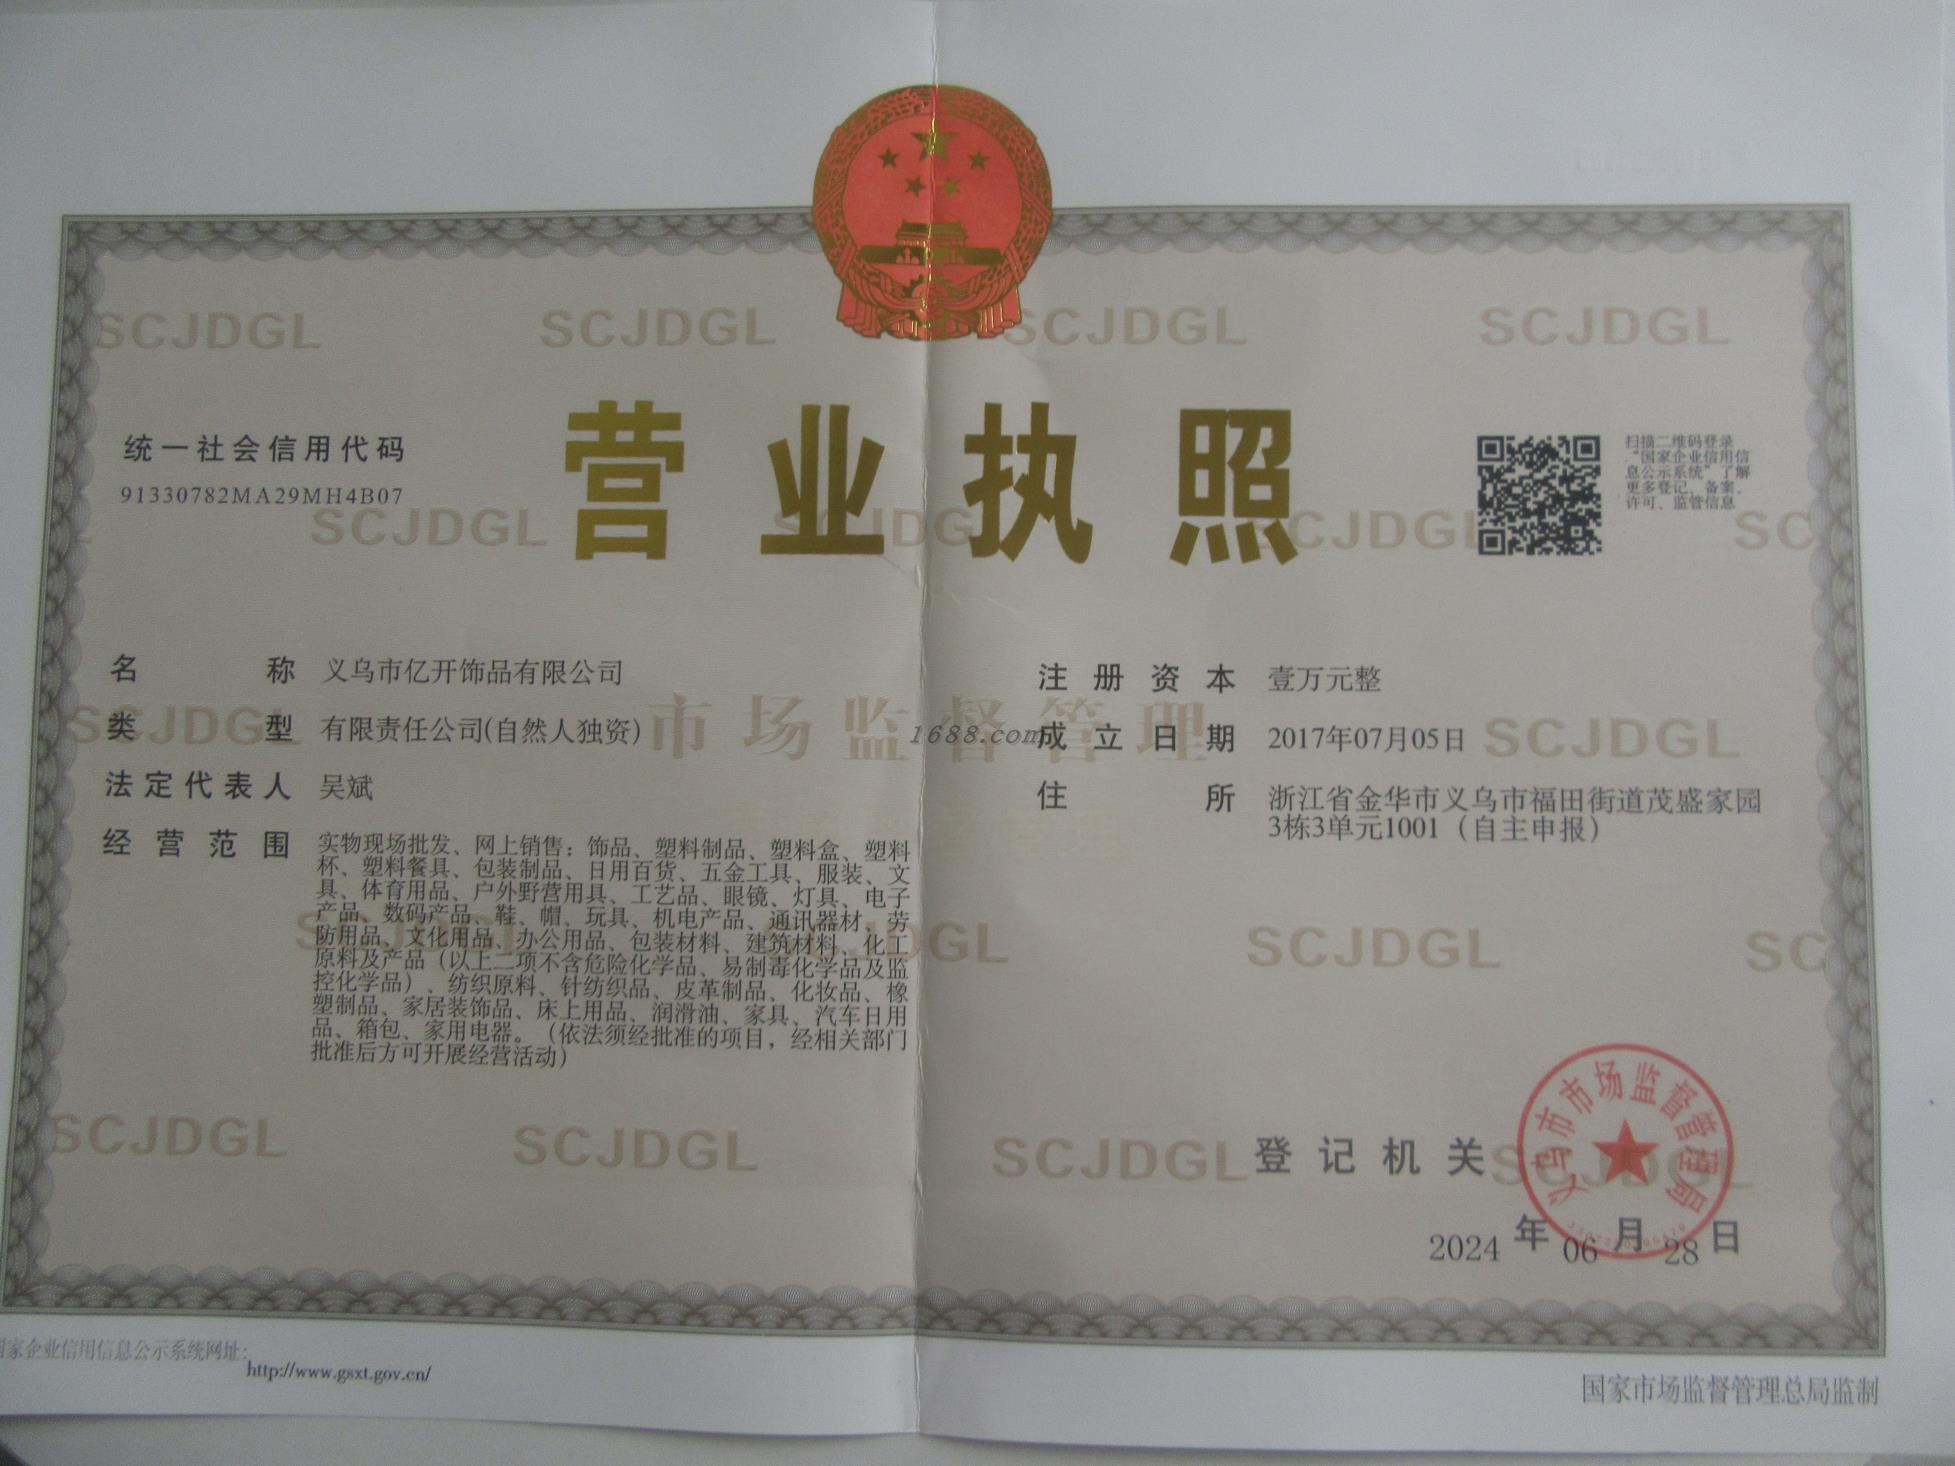 营业执照
统一社会信用代码
91330782MA29MH4B07
扫描二维码登录
“国家企业信用信
息公示系统”了解
更多登记、备案、
许可、监管信息
名称 义乌市亿开饰品有限公司
类型 有限责任公司(自然人独资)
法定代表人 吴斌
经营范围 实物现场批发、网上销售：饰品、塑料制品、塑料盒、塑料
杯、塑料餐具、包装制品、日用百货、五金工具、服装、文
具、体育用品、户外野营用具、工艺品、眼镜、灯具、电子
产品、数码产品、鞋、帽、玩具、机电产品、通讯器材、劳
防用品、文化用品、办公用品、包装材料、建筑材料、化工
原料及产品（以上二项不含危险化学品、易制毒化学品及监
控化学品）、纺织原料、针纺织品、皮革制品、化妆品、橡
塑制品、家居装饰品、床上用品、润滑油、家具、汽车日用
品、箱包、家用电器。（依法须经批准的项目，经相关部门
批准后方可开展经营活动）
注册资本 壹万元整
成立日期 2017年07月05日
住所 浙江省金华市义乌市福田街道茂盛家园
3栋3单元1001（自主申报）
市场监督管理
1688.com
SCJDGL SCJDGL SCJDGL SCJDGL
登记机关
义乌市市场监督管理局
2024年06月28日
国家企业信用信息公示系统网址：
http://www.gsxt.gov.cn/
国家市场监督管理总局监制